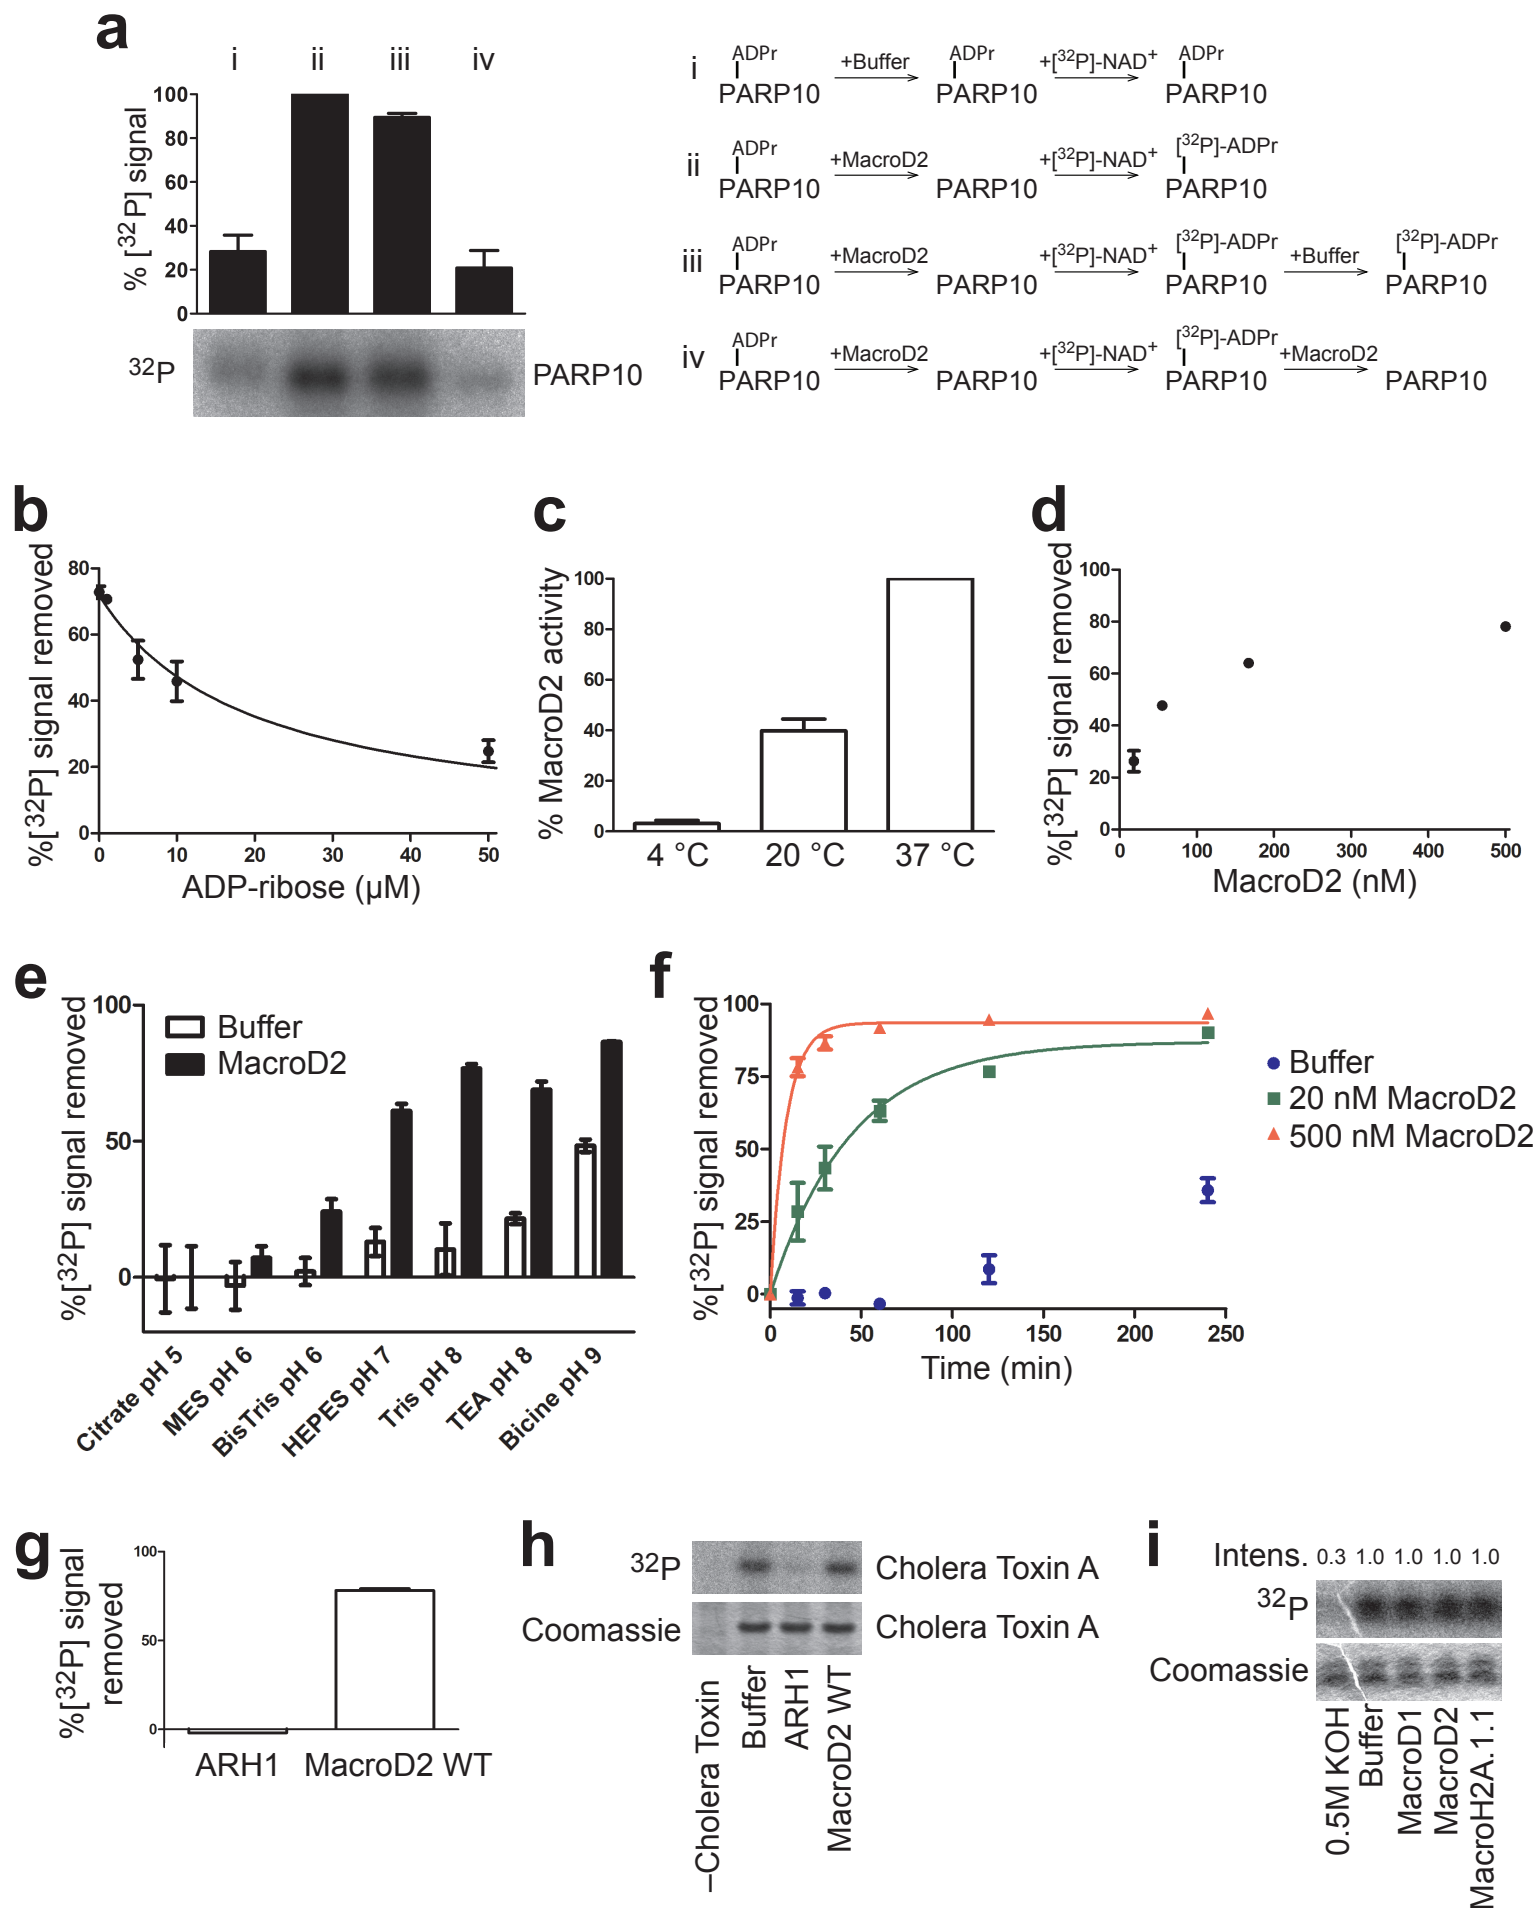 a
i ii iii iv
% [32P] signal
100
80
60
40
20
0
32P
PARP10
i
ADPr
PARP10
+Buffer
ADPr
PARP10
+[32P]-NAD+
ADPr
PARP10
ii
ADPr
PARP10
+MacroD2
PARP10
+[32P]-NAD+
[32P]-ADPr
PARP10
iii
ADPr
PARP10
+MacroD2
PARP10
+[32P]-NAD+
[32P]-ADPr
PARP10
+Buffer
[32P]-ADPr
PARP10
iv
ADPr
PARP10
+MacroD2
PARP10
+[32P]-NAD+
[32P]-ADPr
PARP10
+MacroD2
PARP10
b
%[32P] signal removed
80
60
40
20
0
0 10 20 30 40 50
ADP-ribose (µM)
c
% MacroD2 activity
100
80
60
40
20
0
4 °C 20 °C 37 °C
d
%[32P] signal removed
100
80
60
40
20
0
0 100 200 300 400 500
MacroD2 (nM)
e
%[32P] signal removed
100
50
0
Buffer
MacroD2
Citrate pH 5
MES pH 6
BisTris pH 6
HEPES pH 7
Tris pH 8
TEA pH 8
Bicine pH 9
f
%[32P] signal removed
100
75
50
25
0
0 50 100 150 200 250
Time (min)
Buffer
20 nM MacroD2
500 nM MacroD2
g
%[32P] signal
removed
100
50
0
ARH1 MacroD2 WT
h
32P
Cholera Toxin A
Coomassie
Cholera Toxin A
–Cholera Toxin
Buffer
ARH1
MacroD2 WT
i
Intens. 0.3 1.0 1.0 1.0 1.0
32P
Coomassie
0.5M KOH
Buffer
MacroD1
MacroD2
MacroH2A.1.1